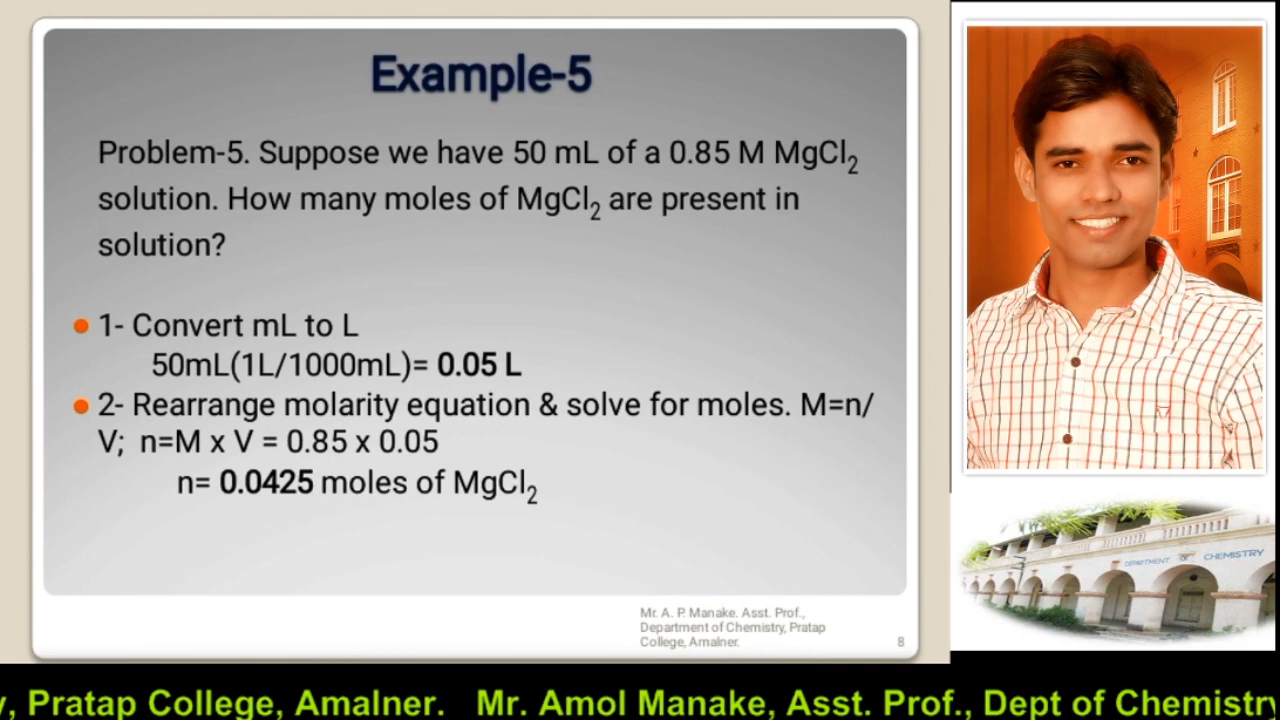 Example-5
Problem-5. Suppose we have 50 mL of a 0.85 M MgCl₂
solution. How many moles of MgCl₂ are present in
solution?
• 1- Convert mL to L
50mL(1L/1000mL)= 0.05 L
• 2- Rearrange molarity equation & solve for moles. M=n/
V; n=M x V = 0.85 x 0.05
n= 0.0425 moles of MgCl₂
Mr. A. P. Manake. Asst. Prof.,
Department of Chemistry, Pratap
College, Amalner.
8
DEPARTMENT OF CHEMISTRY
y, Pratap College, Amalner. Mr. Amol Manake, Asst. Prof., Dept of Chemistry